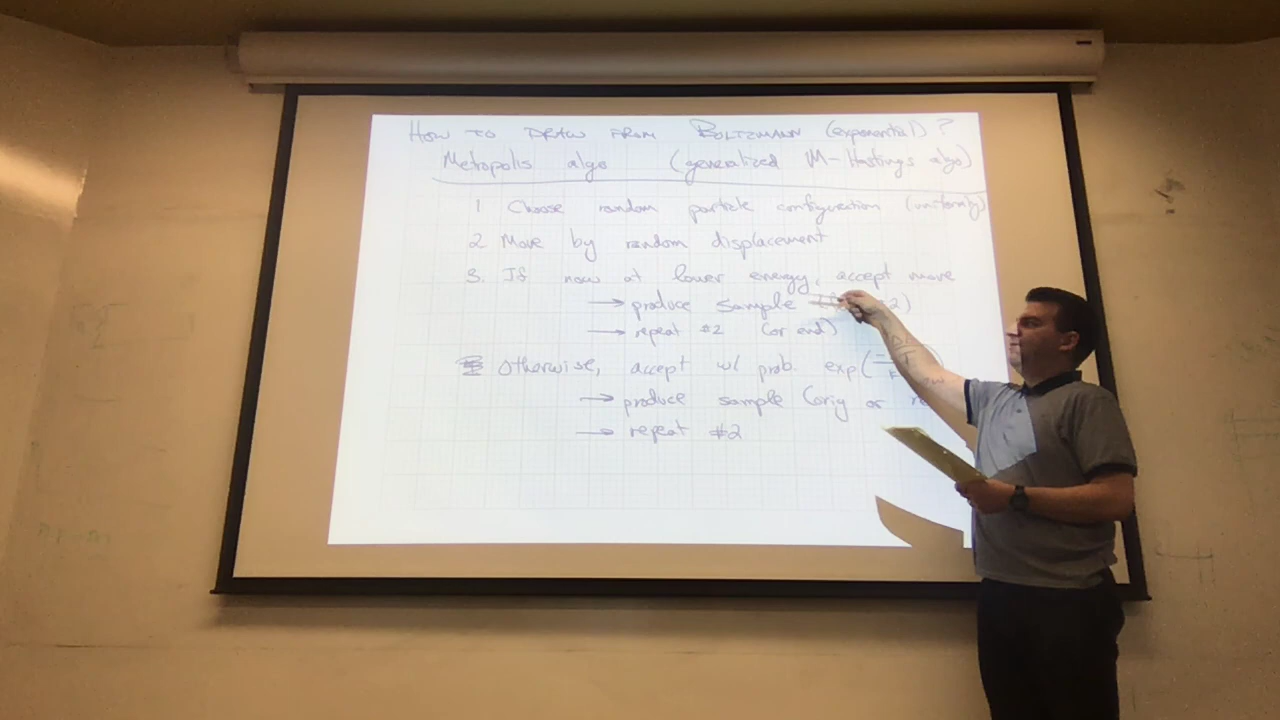 HOW TO DRAW FROM BOLTZMANN (exponential)?
Metropolis algo (generalized M-Hastings algo)
1 Choose random particle configuration (uniformly)
2 Move by random displacement
3. If now at lower energy, accept move
→ produce sample 2)
→ repeat #2 (or end)
Otherwise, accept w/ prob. exp(
→ produce sample (orig or
→ repeat #2